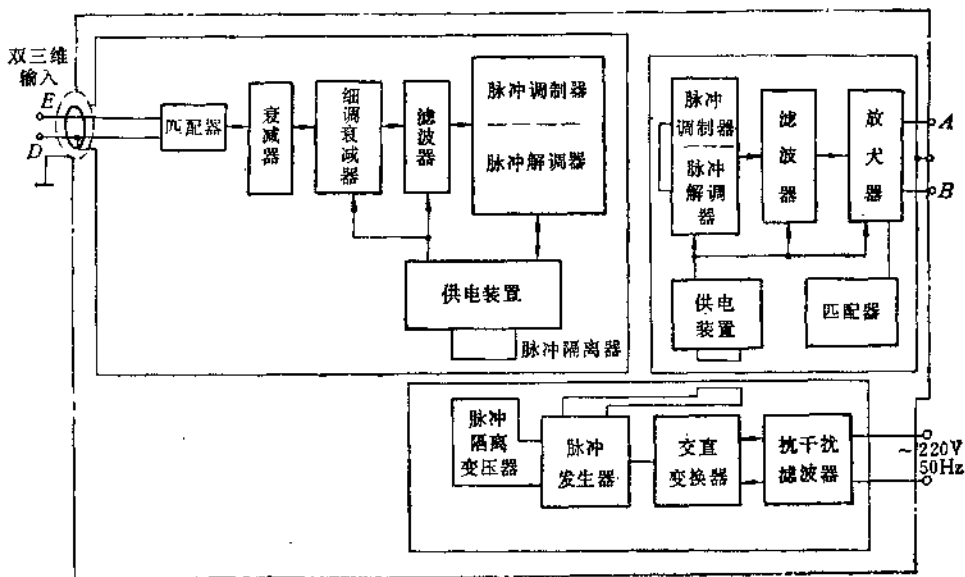 双三维
输入
E
D
匹配器
衰减器
细调衰减器
滤波器
脉冲调制器
脉冲解调器
供电装置
脉冲隔离器
脉冲
调制器
脉冲
解调
器
滤波器
放犬器
A
B
供电
装置
匹配器
脉冲
隔离
变压器
脉冲
发生器
交直
变换器
抗干扰
滤波器
~220V
50Hz